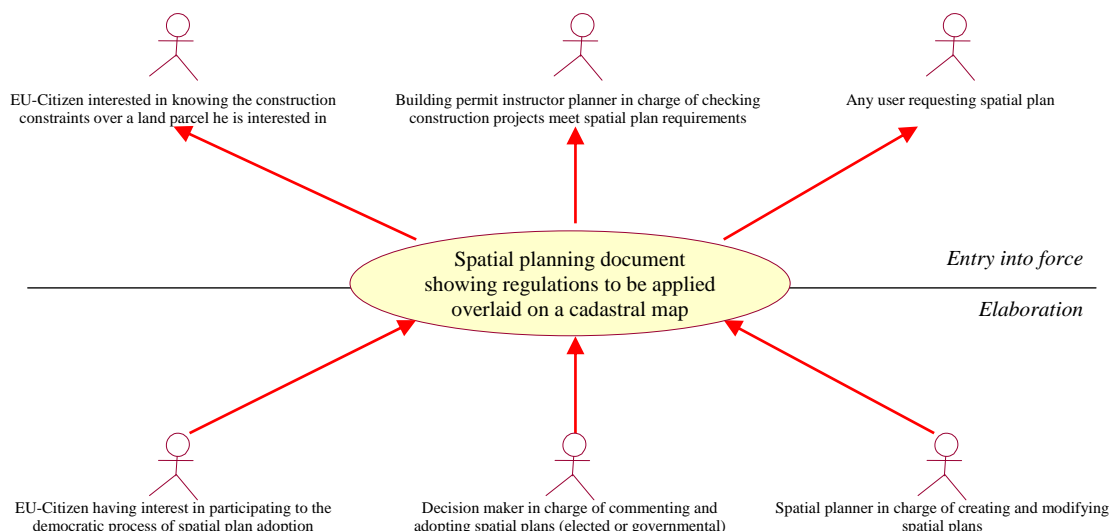 EU-Citizen interested in knowing the construction
constraints over a land parcel he is interested in
Building permit instructor planner in charge of checking
construction projects meet spatial plan requirements
Any user requesting spatial plan
Spatial planning document
showing regulations to be applied
overlaid on a cadastral map
Entry into force
Elaboration
EU-Citizen having interest in participating to the
democratic process of spatial plan adoption
Decision maker in charge of commenting and
adopting spatial plans (elected or governmental)
Spatial planner in charge of creating and modifying
spatial plans